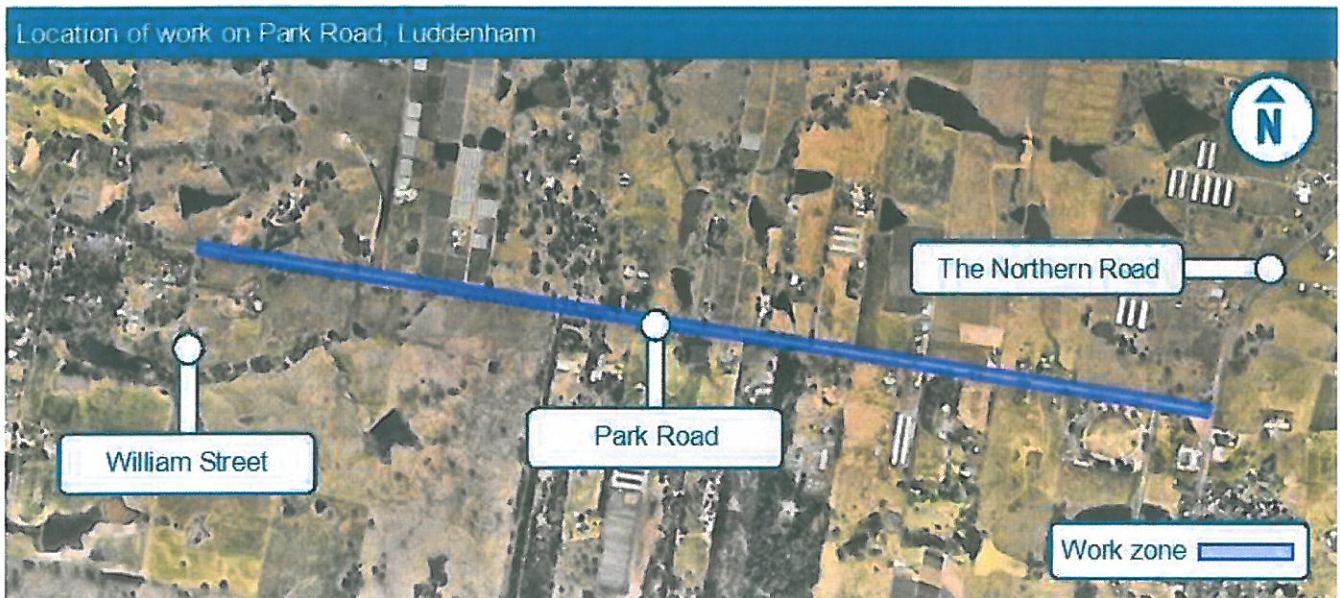 Location of work on Park Road, Luddenham
N
The Northern Road
Park Road
William Street
Work zone